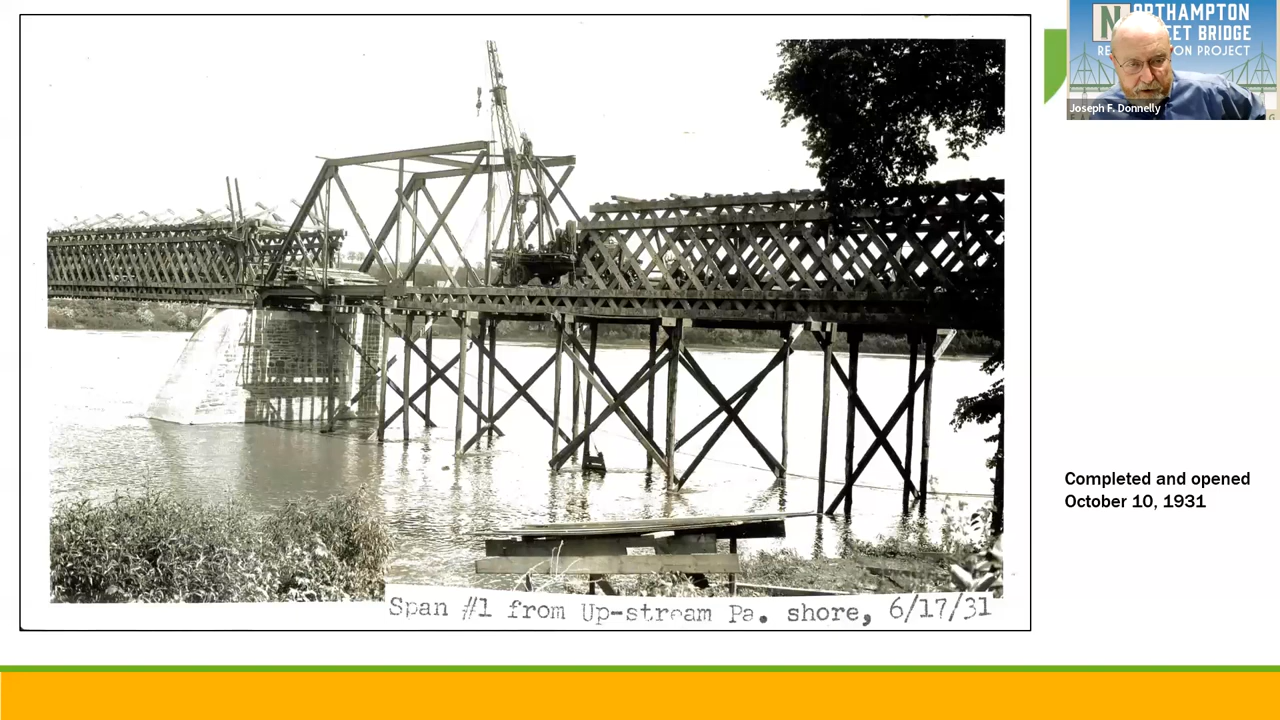 Span #1 from Up-stream Pa. shore, 6/17/31
Completed and opened
October 10, 1931
N
Joseph F. Donnelly